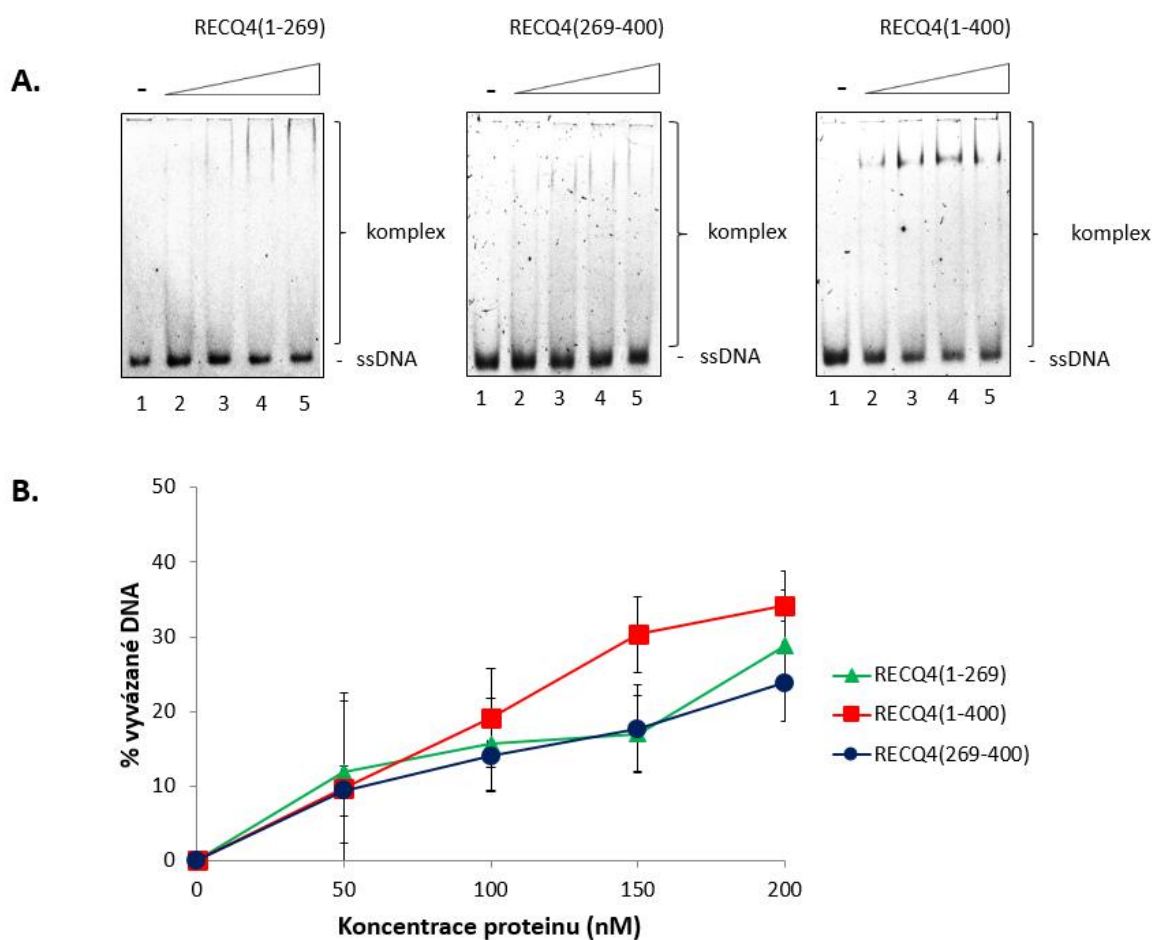 RECQ4(1-269) RECQ4(269-400) RECQ4(1-400)
A.
- - -
komplex komplex komplex
- ssDNA - ssDNA - ssDNA
1 2 3 4 5 1 2 3 4 5 1 2 3 4 5
B.
50
40
30
20
10
0
% vyvázané DNA
0 50 100 150 200
Koncentrace proteinu (nM)
RECQ4(1-269)
RECQ4(1-400)
RECQ4(269-400)